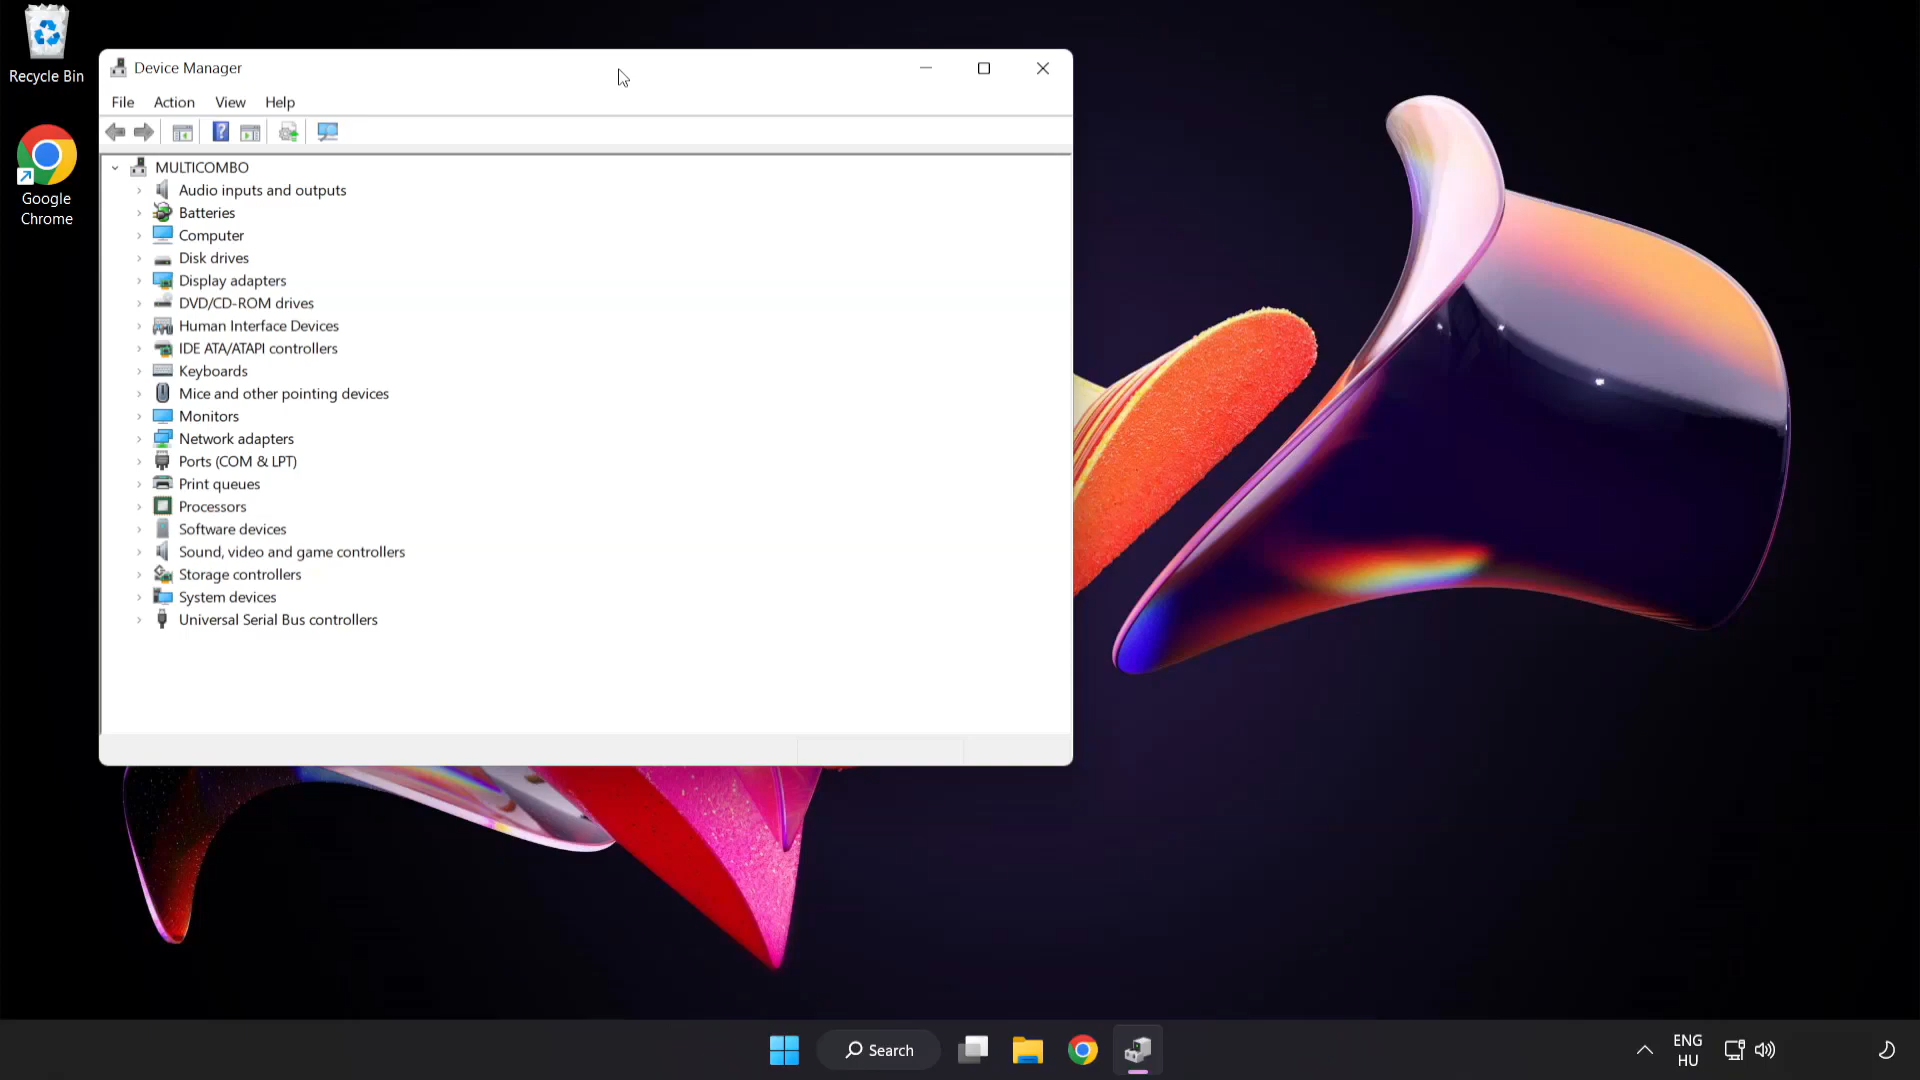 Recycle Bin
Google
Chrome
Device Manager
File Action View Help
?
MULTICOMBO
Audio inputs and outputs
Batteries
Computer
Disk drives
Display adapters
DVD/CD-ROM drives
Human Interface Devices
IDE ATA/ATAPI controllers
Keyboards
Mice and other pointing devices
Monitors
Network adapters
Ports (COM & LPT)
Print queues
Processors
Software devices
Sound, video and game controllers
Storage controllers
System devices
Universal Serial Bus controllers
Search
ENG
HU